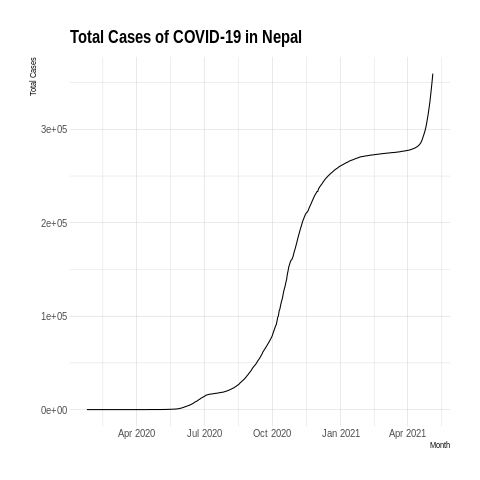 Total Cases of COVID-19 in Nepal
Total Cases
3e+05
2e+05
1e+05
0e+00
Apr 2020 Jul 2020 Oct 2020 Jan 2021 Apr 2021
Month